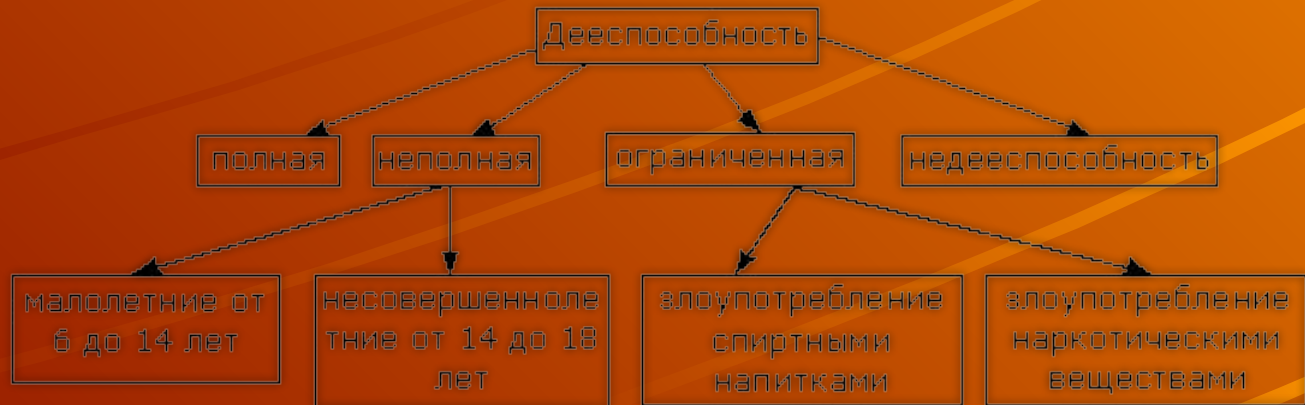 Дееспособность
полная
неполная
ограниченная
недееспособность
малолетние от
6 до 14 лет
несовершенноле
тние от 14 до 18
лет
злоупотребление
спиртными
напитками
злоупотребление
наркотическими
веществами